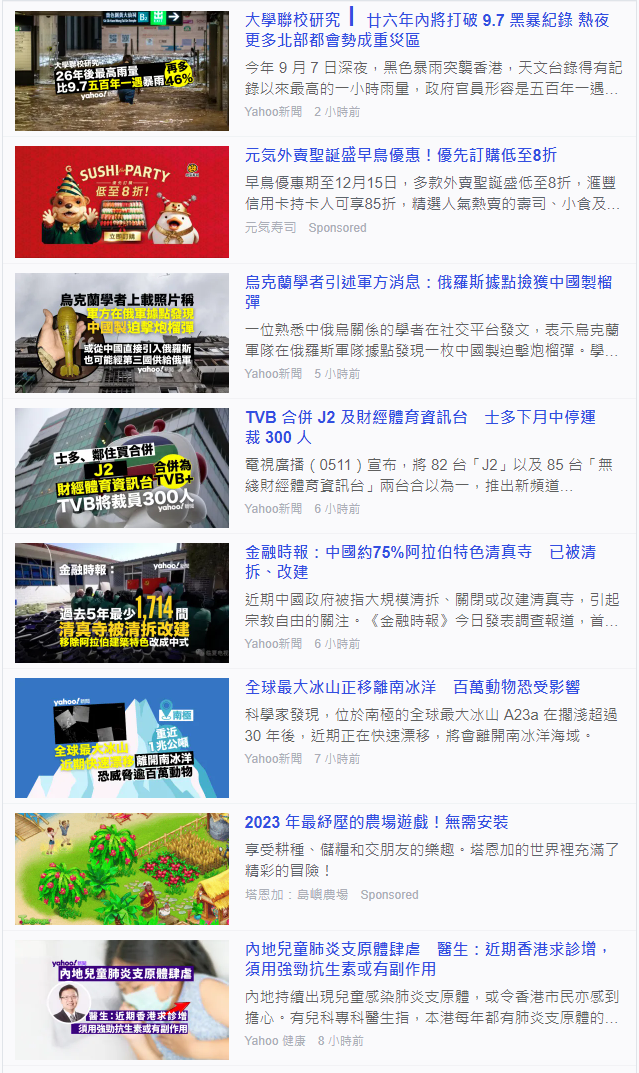 大學聯校研究:
26年後最高雨量
比9.7五百年一遇暴雨再多46%
yahoo!新聞
大學聯校研究 ┃ 廿六年內將打破 9.7 黑暴紀錄 熱夜
更多北部都會勢成重災區
今年 9 月 7 日深夜，黑色暴雨突襲香港，天文台錄得有記
錄以來最高的一小時雨量，政府官員形容是五百年一遇…
Yahoo新聞 2 小時前
SUSHI PARTY
優先訂購
低至8折!
立即訂購
元気外賣聖誕盛早鳥優惠！優先訂購低至8折
早鳥優惠期至12月15日，多款外賣聖誕盛低至8折，滙豐
信用卡持卡人可享85折，精選人氣熱賣的壽司、小食及…
元気寿司 Sponsored
烏克蘭學者上載照片稱
軍方在俄軍據點發現
中國製迫擊炮榴彈
或從中國直接引入俄羅斯
也可能經第三國供給俄軍
yahoo!新聞
烏克蘭學者引述軍方消息：俄羅斯據點撿獲中國製榴
彈
一位熟悉中俄烏關係的學者在社交平台發文，表示烏克蘭
軍隊在俄羅斯軍隊據點發現一枚中國製迫擊炮榴彈。學…
Yahoo新聞 5 小時前
士多、鄰住買合併
J2
財經體育資訊台
合併為
TVB+
TVB將裁員300人
yahoo!新聞
TVB 合併 J2 及財經體育資訊台　士多下月中停運
裁 300 人
電視廣播（0511）宣布，將 82 台「J2」以及 85 台「無
綫財經體育資訊台」兩台合以為一，推出新頻道…
Yahoo新聞 6 小時前
金融時報：
yahoo!新聞
過去5年最少1,714間
清真寺被清拆改建
移除阿拉伯建築特色改成中式
金融時報：中國約75%阿拉伯特色清真寺　已被清
拆、改建
近期中國政府被指大規模清拆、關閉或改建清真寺，引起
宗教自由的關注。《金融時報》今日發表調查報道，首…
Yahoo新聞 6 小時前
yahoo!新聞
南極
重近
1兆公噸
全球最大冰山
近期快速漂移離開南冰洋
恐威脅逾百萬動物
全球最大冰山正移離南冰洋　百萬動物恐受影響
科學家發現，位於南極的全球最大冰山 A23a 在擱淺超過
30 年後，近期正在快速漂移，將會離開南冰洋海域。
Yahoo新聞 7 小時前
2023 年最紓壓的農場遊戲！無需安裝
享受耕種、儲糧和交朋友的樂趣。塔恩加的世界裡充滿了
精彩的冒險！
塔恩加：島嶼農場 Sponsored
yahoo!新聞
內地兒童肺炎支原體肆虐
醫生：近期香港求診增
須用強勁抗生素或有副作用
內地兒童肺炎支原體肆虐　醫生：近期香港求診增，
須用強勁抗生素或有副作用
內地持續出現兒童感染肺炎支原體，或令香港市民亦感到
擔心。有兒科專科醫生指，本港每年都有肺炎支原體的…
Yahoo 健康 8 小時前